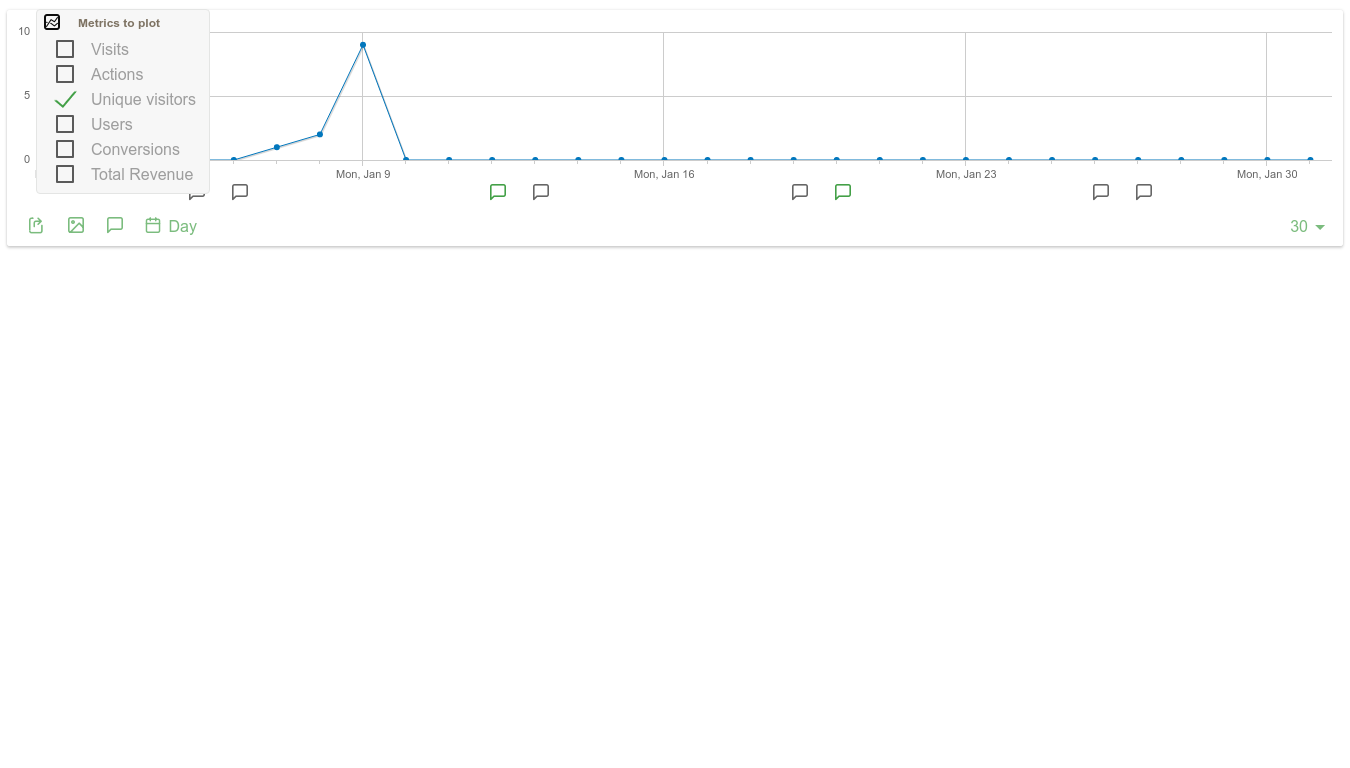 Metrics to plot
Visits
Actions
Unique visitors
Users
Conversions
Total Revenue
10
5
0
Mon, Jan 9
Mon, Jan 16
Mon, Jan 23
Mon, Jan 30
Day
30